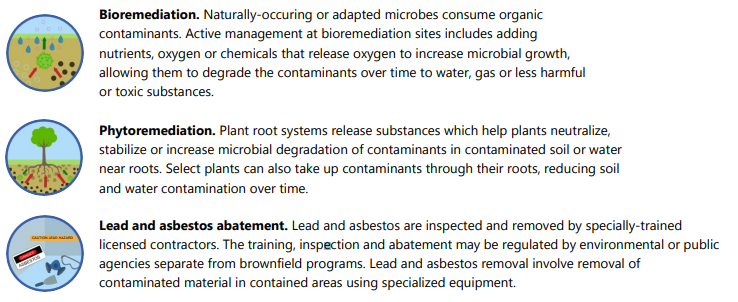 Bioremediation. Naturally-occuring or adapted microbes consume organic
contaminants. Active management at bioremediation sites includes adding
nutrients, oxygen or chemicals that release oxygen to increase microbial growth,
allowing them to degrade the contaminants over time to water, gas or less harmful
or toxic substances.
Phytoremediation. Plant root systems release substances which help plants neutralize,
stabilize or increase microbial degradation of contaminants in contaminated soil or water
near roots. Select plants can also take up contaminants through their roots, reducing soil
and water contamination over time.
CAUTION LEAD HAZARD
ASBESTOS
Lead and asbestos abatement. Lead and asbestos are inspected and removed by specially-trained
licensed contractors. The training, inspection and abatement may be regulated by environmental or public
agencies separate from brownfield programs. Lead and asbestos removal involve removal of
contaminated material in contained areas using specialized equipment.